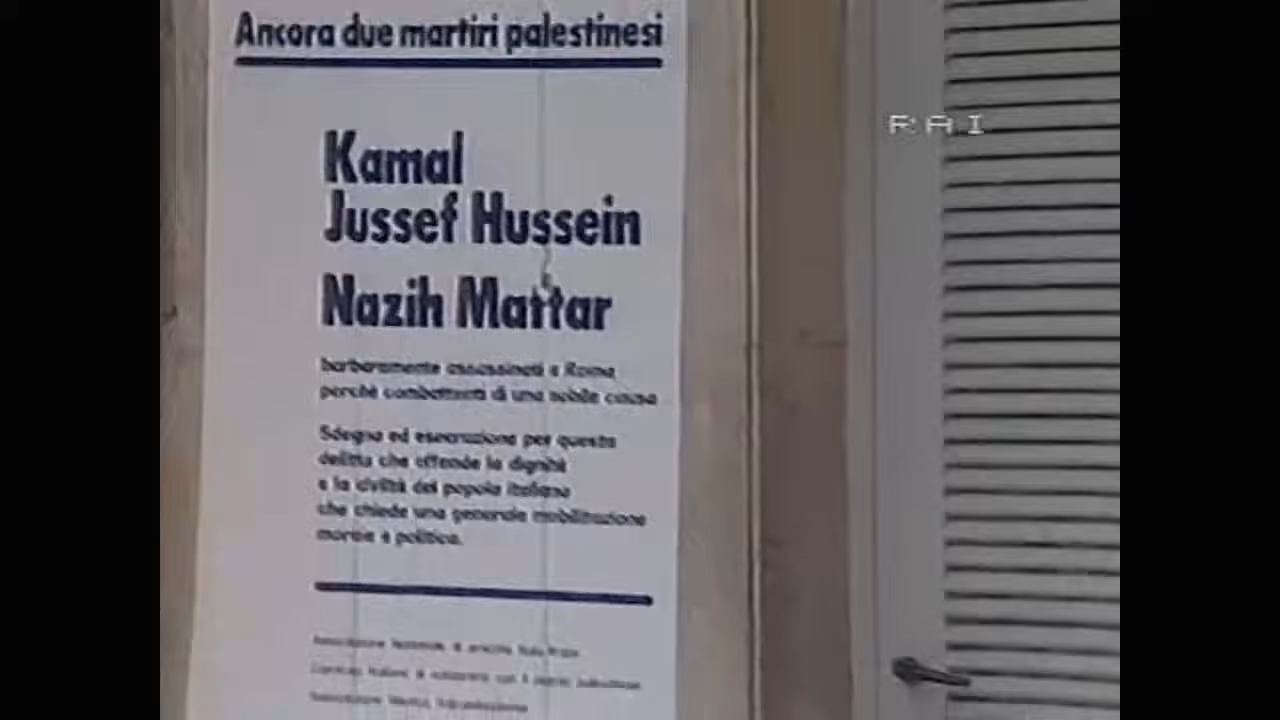 Ancora due martiri palestinesi
RAI
Kamal
Jussef Hussein
Nazih Mattar
barbaramente assassinati a Roma
perchè combattenti di una nobile causa
Sdegno ed esecrazione per questo
delitto che offende la dignità
e la civiltà del popolo italiano
che chiede una generale mobilitazione
morale e politica.